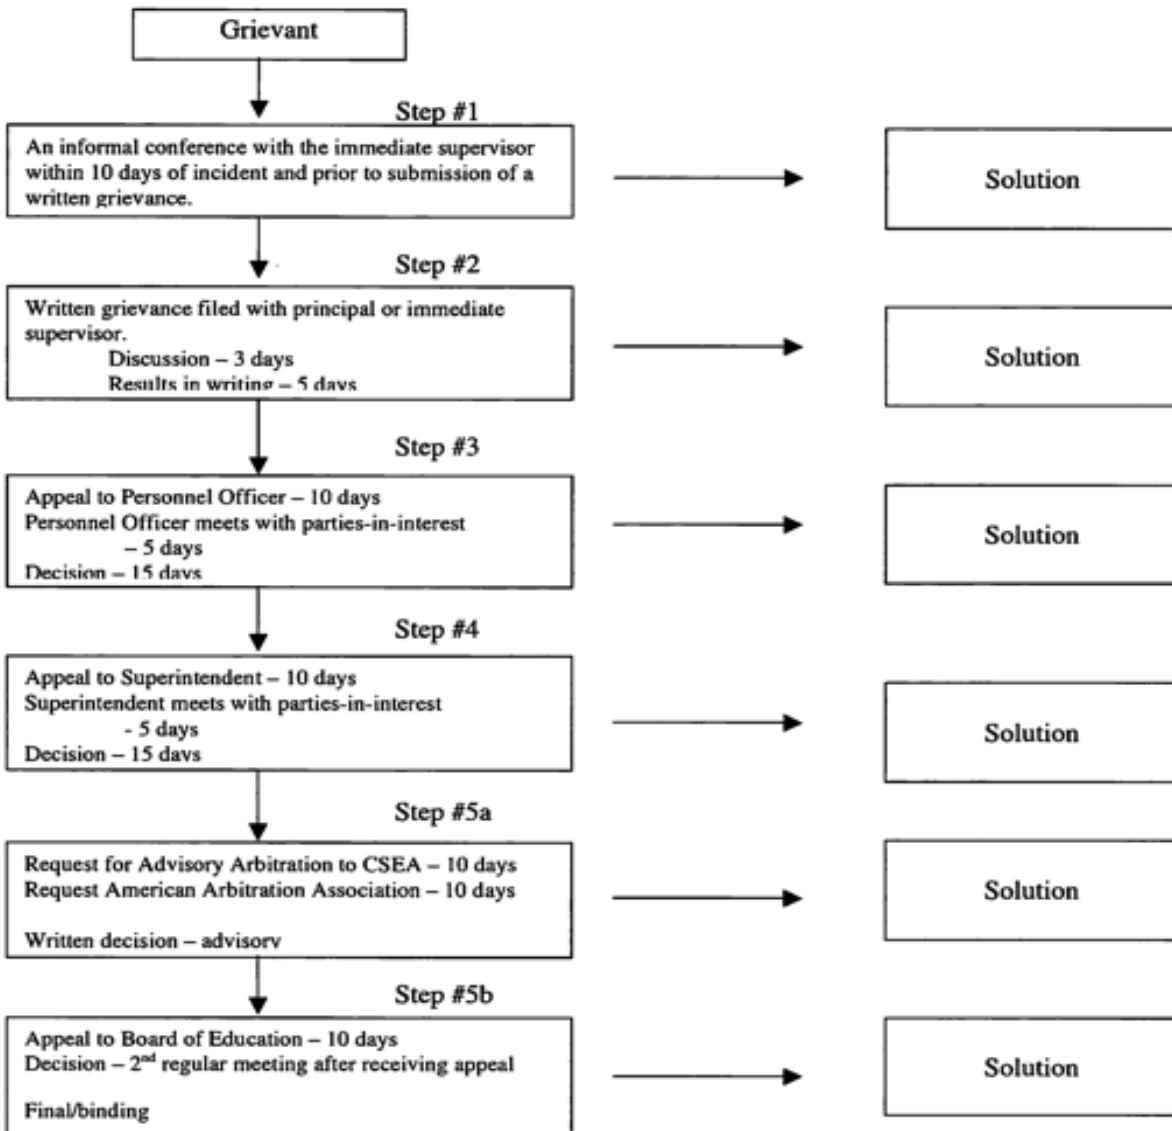 Grievant
Step #1
An informal conference with the immediate supervisor
within 10 days of incident and prior to submission of a
written grievance.
Solution
Step #2
Written grievance filed with principal or immediate
supervisor.
Discussion – 3 days
Results in writing – 5 days
Solution
Step #3
Appeal to Personnel Officer – 10 days
Personnel Officer meets with parties-in-interest
– 5 days
Decision – 15 days
Solution
Step #4
Appeal to Superintendent – 10 days
Superintendent meets with parties-in-interest
- 5 days
Decision – 15 days
Solution
Step #5a
Request for Advisory Arbitration to CSEA – 10 days
Request American Arbitration Association – 10 days
Written decision – advisory
Solution
Step #5b
Appeal to Board of Education – 10 days
Decision – 2nd regular meeting after receiving appeal
Final/binding
Solution